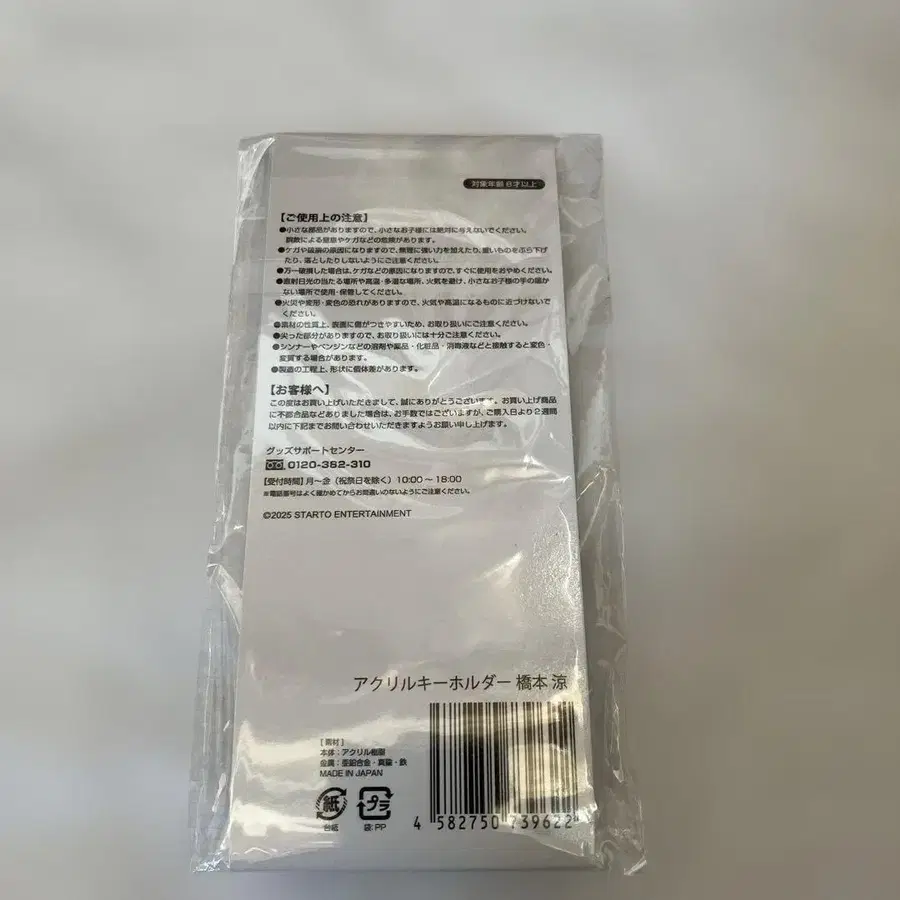 対象年齢 6才以上
【ご使用上の注意】
●小さな部品がありますので、小さなお子様には絶対に与えないでください。
誤飲による窒息やケガなどの危険があります。
●ケガや破損の原因になりますので、無理に強い力を加えたり、重いものをぶら下げ
たり、落としたりしないようにご注意ください。
●万一破損した場合は、ケガなどの原因になりますので、すぐに使用をおやめください。
●直射日光の当たる場所や高温・多湿な場所、火気を避け、小さなお子様の手の届か
ない場所で使用・保管してください。
●火災や変形・変色の恐れがありますので、火気や高温になるものに近づけないで
ください。
●素材の性質上、表面に傷がつきやすいため、お取り扱いにご注意ください。
●尖った部分がありますので、お取り扱いには十分ご注意ください。
●シンナーやベンジンなどの溶剤や薬品・化粧品・消毒液などと接触すると変色・
変質する場合があります。
●製造の工程上、形状に個体差があります。
【お客様へ】
この度はお買い上げいただきまして、誠にありがとうございます。お買い上げ商品
に不都合品などありました場合は、お手数ではございますが、ご購入日より2週間
以内に下記までお問い合わせいただきますようお願い申し上げます。
グッズサポートセンター
0120-382-310
【受付時間】月〜金（祝祭日を除く）10:00〜18:00
※電話番号はよく確かめてからお間違いのないようにご注意ください。
©2025 STARTO ENTERTAINMENT
アクリルキーホルダー 橋本 涼
[ 素材 ]
本体：アクリル樹脂
金属：亜鉛合金・真鍮・鉄
MADE IN JAPAN
紙 プラ
台紙 袋:PP
4 582750 739622